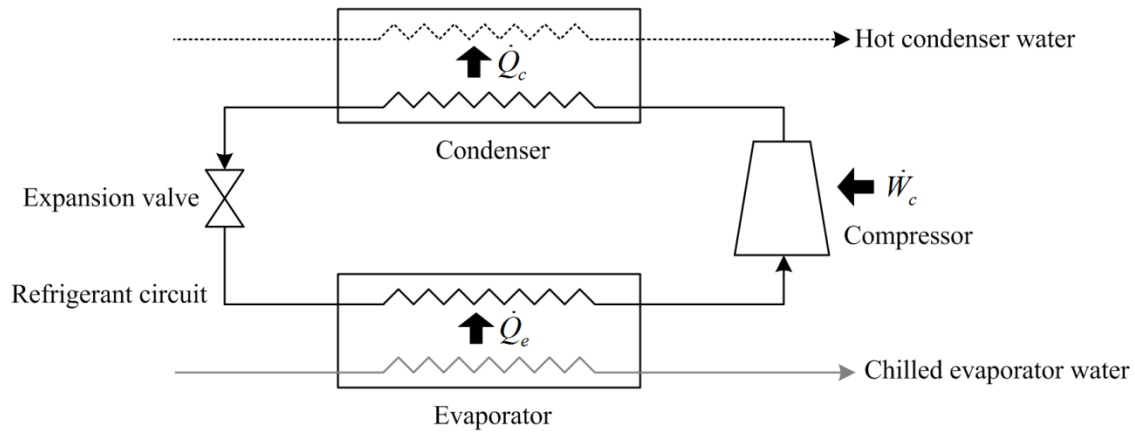 Hot condenser water
Q̇c
Condenser
Expansion valve
Ẇc
Compressor
Refrigerant circuit
Q̇e
Chilled evaporator water
Evaporator